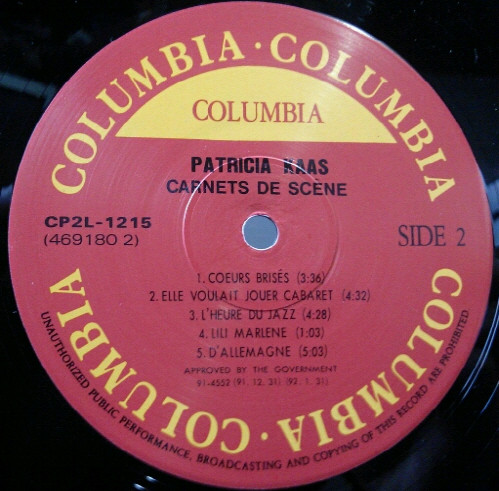 COLUMBIA · COLUMBIA
COLUMBIA · COLUMBIA
COLUMBIA
PATRICIA KAAS
CARNETS DE SCÈNE
CP2L-1215
(469180 2)
SIDE 2
1. COEURS BRISÉS (3:36)
2. ELLE VOULAIT JOUER CABARET (4:32)
3. L'HEURE DU JAZZ (4:28)
4. LILI MARLENE (1:03)
5. D'ALLEMAGNE (5:03)
APPROVED BY THE GOVERNMENT
91-4552 (91. 12. 31) (92. 1. 31)
UNAUTHORIZED PUBLIC PERFORMANCE, BROADCASTING AND COPYING OF THIS RECORD ARE PROHIBITED